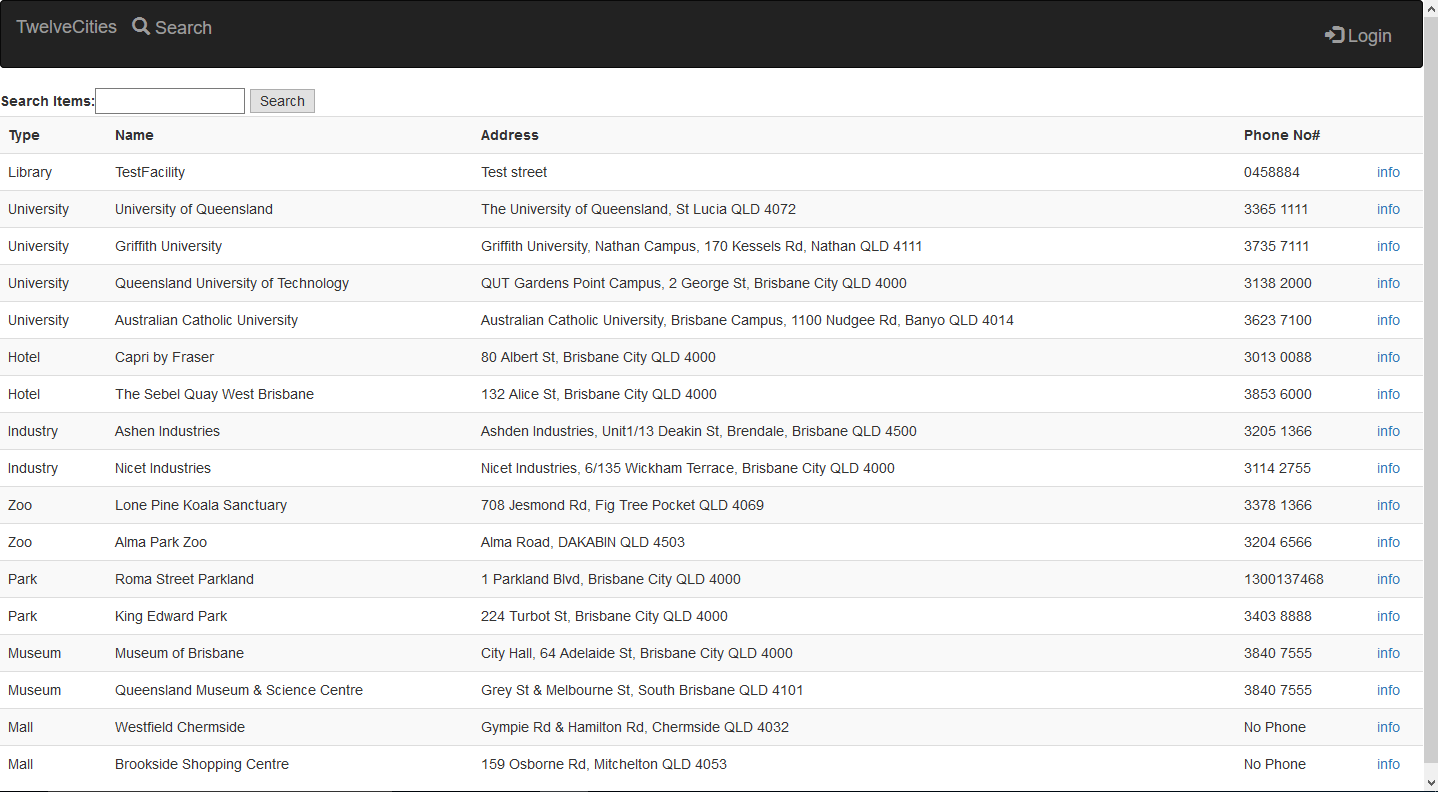 TwelveCities Search Login
Search Items: Search
Type Name Address Phone No#
Library TestFacility Test street 0458884 info
University University of Queensland The University of Queensland, St Lucia QLD 4072 3365 1111 info
University Griffith University Griffith University, Nathan Campus, 170 Kessels Rd, Nathan QLD 4111 3735 7111 info
University Queensland University of Technology QUT Gardens Point Campus, 2 George St, Brisbane City QLD 4000 3138 2000 info
University Australian Catholic University Australian Catholic University, Brisbane Campus, 1100 Nudgee Rd, Banyo QLD 4014 3623 7100 info
Hotel Capri by Fraser 80 Albert St, Brisbane City QLD 4000 3013 0088 info
Hotel The Sebel Quay West Brisbane 132 Alice St, Brisbane City QLD 4000 3853 6000 info
Industry Ashen Industries Ashden Industries, Unit1/13 Deakin St, Brendale, Brisbane QLD 4500 3205 1366 info
Industry Nicet Industries Nicet Industries, 6/135 Wickham Terrace, Brisbane City QLD 4000 3114 2755 info
Zoo Lone Pine Koala Sanctuary 708 Jesmond Rd, Fig Tree Pocket QLD 4069 3378 1366 info
Zoo Alma Park Zoo Alma Road, DAKABIN QLD 4503 3204 6566 info
Park Roma Street Parkland 1 Parkland Blvd, Brisbane City QLD 4000 1300137468 info
Park King Edward Park 224 Turbot St, Brisbane City QLD 4000 3403 8888 info
Museum Museum of Brisbane City Hall, 64 Adelaide St, Brisbane City QLD 4000 3840 7555 info
Museum Queensland Museum & Science Centre Grey St & Melbourne St, South Brisbane QLD 4101 3840 7555 info
Mall Westfield Chermside Gympie Rd & Hamilton Rd, Chermside QLD 4032 No Phone info
Mall Brookside Shopping Centre 159 Osborne Rd, Mitchelton QLD 4053 No Phone info